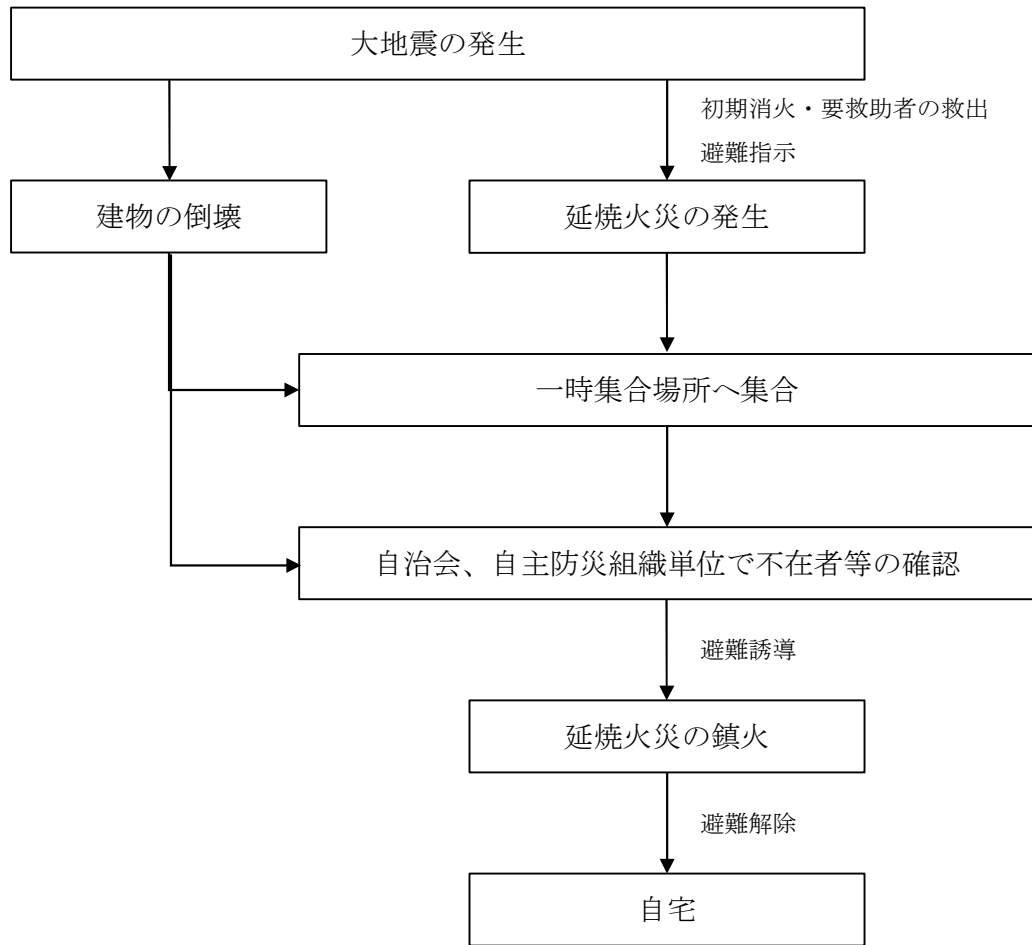 大地震の発生
初期消火・要救助者の救出
避難指示
建物の倒壊
延焼火災の発生
一時集合場所へ集合
自治会、自主防災組織単位で不在者等の確認
避難誘導
延焼火災の鎮火
避難解除
自宅